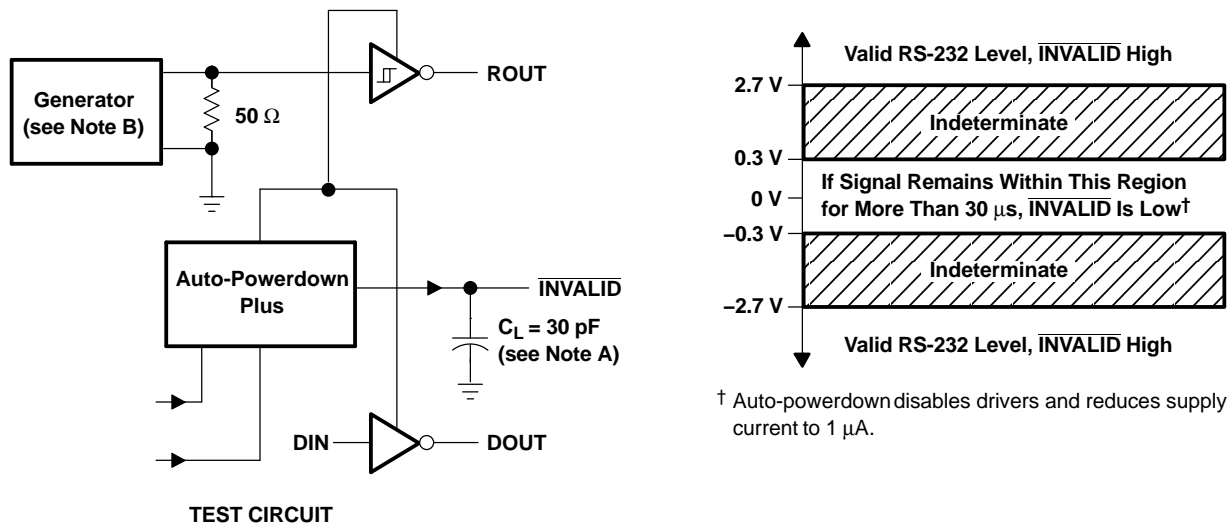 Generator
(see Note B)
50 Ω
ROUT
Auto-Powerdown
Plus
INVALID
CL = 30 pF
(see Note A)
DIN
DOUT
TEST CIRCUIT
Valid RS-232 Level, INVALID High
2.7 V
Indeterminate
0.3 V
If Signal Remains Within This Region
0 V
for More Than 30 μs, INVALID Is Low†
–0.3 V
Indeterminate
–2.7 V
Valid RS-232 Level, INVALID High
† Auto-powerdown disables drivers and reduces supply
current to 1 μA.